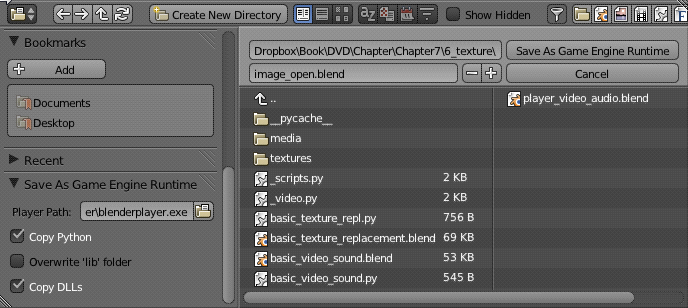 Create New Directory
Show Hidden
Bookmarks
Add
Documents
Desktop
Recent
Save As Game Engine Runtime
Player Path: er\blenderplayer.exe
Copy Python
Overwrite 'lib' folder
Copy DLLs
Dropbox\Book\DVD\Chapter\Chapter7\6_texture\
Save As Game Engine Runtime
image_open.blend
Cancel
..
__pycache__
media
textures
_scripts.py 2 KB
_video.py 2 KB
basic_texture_repl.py 756 B
basic_texture_replacement.blend 69 KB
basic_video_sound.blend 53 KB
basic_video_sound.py 545 B
player_video_audio.blend